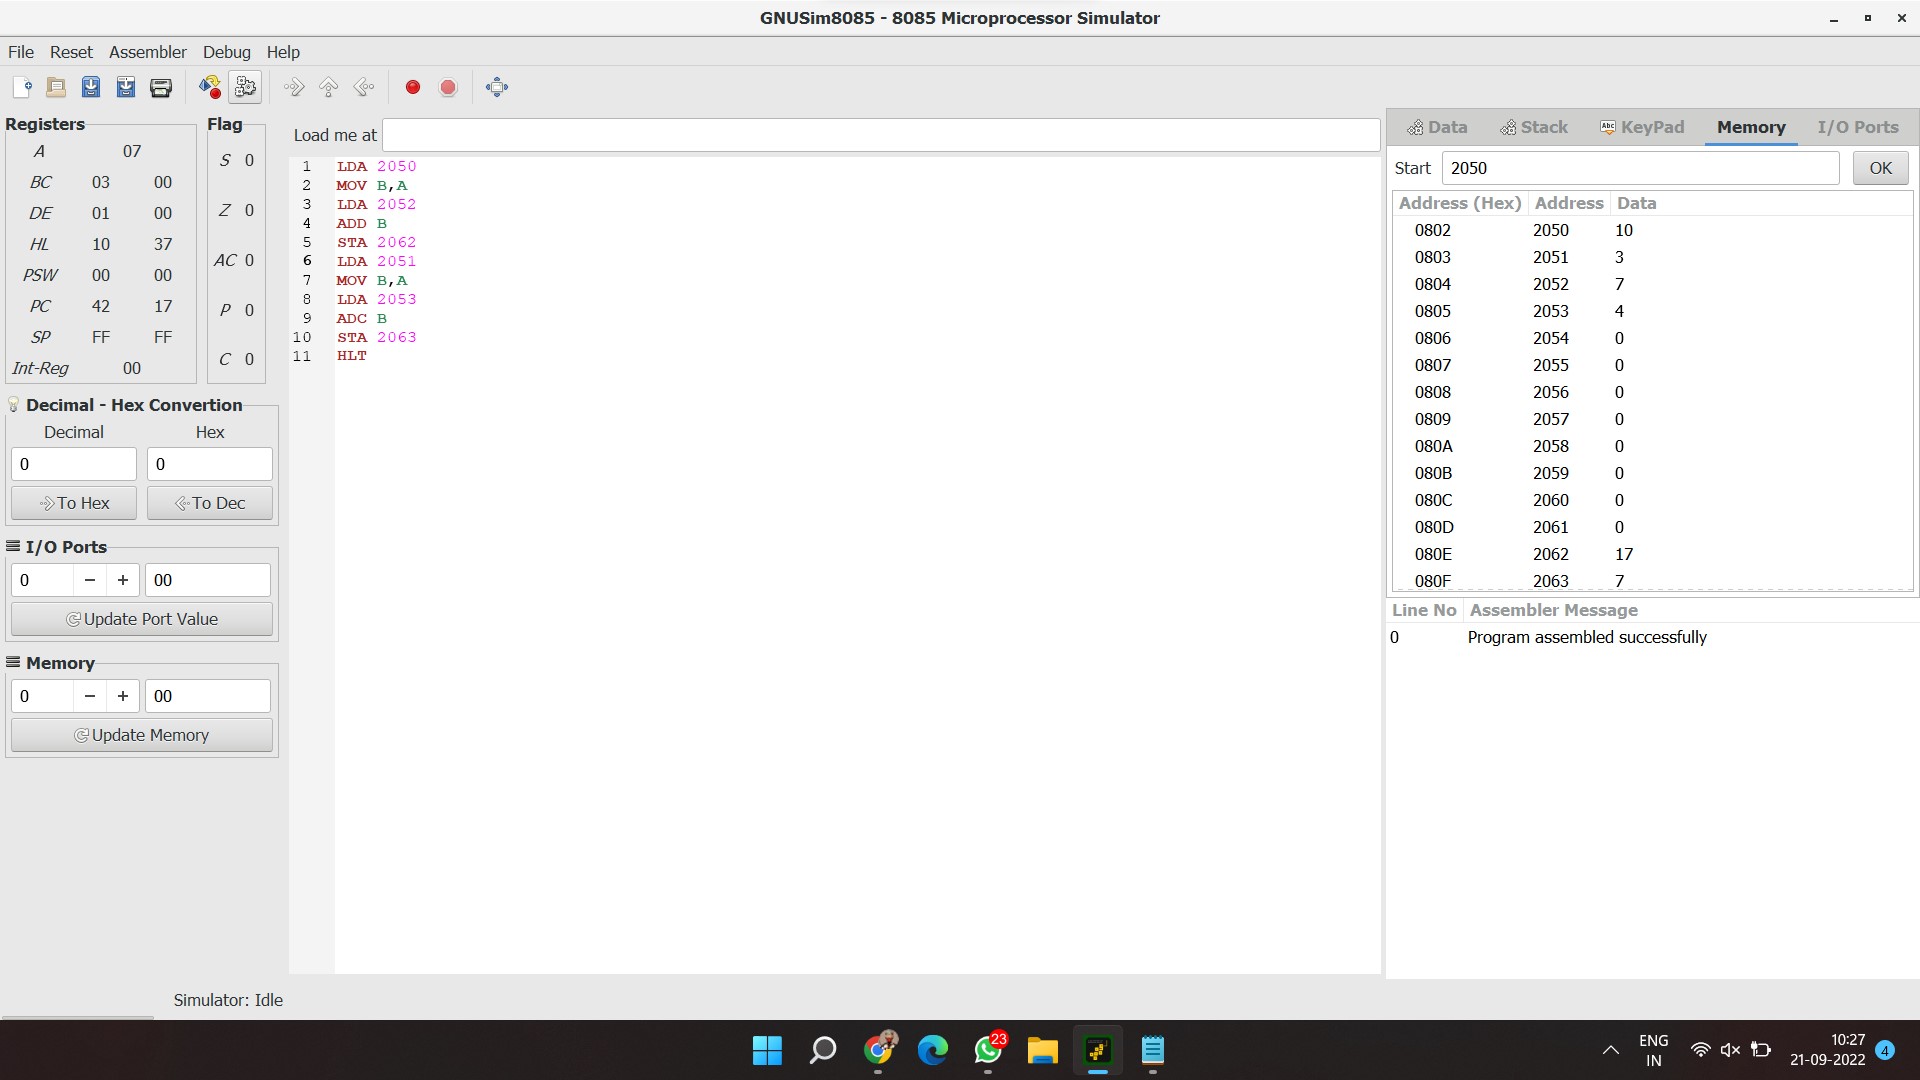 GNUSim8085 - 8085 Microprocessor Simulator
File Reset Assembler Debug Help
Registers
A 07
BC 03 00
DE 01 00
HL 10 37
PSW 00 00
PC 42 17
SP FF FF
Int-Reg 00
Flag
S 0
Z 0
AC 0
P 0
C 0
Decimal - Hex Convertion
Decimal Hex
0 0
To Hex To Dec
I/O Ports
0 − + 00
Update Port Value
Memory
0 − + 00
Update Memory
Load me at
1 LDA 2050
2 MOV B,A
3 LDA 2052
4 ADD B
5 STA 2062
6 LDA 2051
7 MOV B,A
8 LDA 2053
9 ADC B
10 STA 2063
11 HLT
Data Stack Abc KeyPad Memory I/O Ports
Start 2050 OK
Address (Hex) Address Data
0802 2050 10
0803 2051 3
0804 2052 7
0805 2053 4
0806 2054 0
0807 2055 0
0808 2056 0
0809 2057 0
080A 2058 0
080B 2059 0
080C 2060 0
080D 2061 0
080E 2062 17
080F 2063 7
Line No Assembler Message
0 Program assembled successfully
Simulator: Idle
23
ENG
IN
10:27
21-09-2022
4